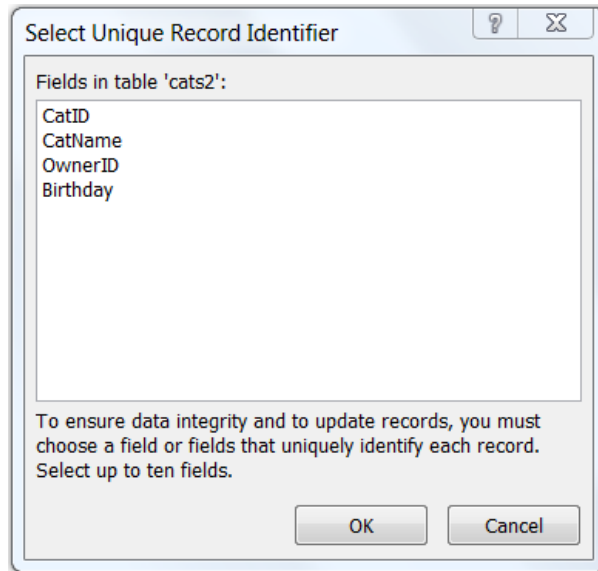 Select Unique Record Identifier
Fields in table 'cats2':
CatID
CatName
OwnerID
Birthday
To ensure data integrity and to update records, you must
choose a field or fields that uniquely identify each record.
Select up to ten fields.
OK
Cancel